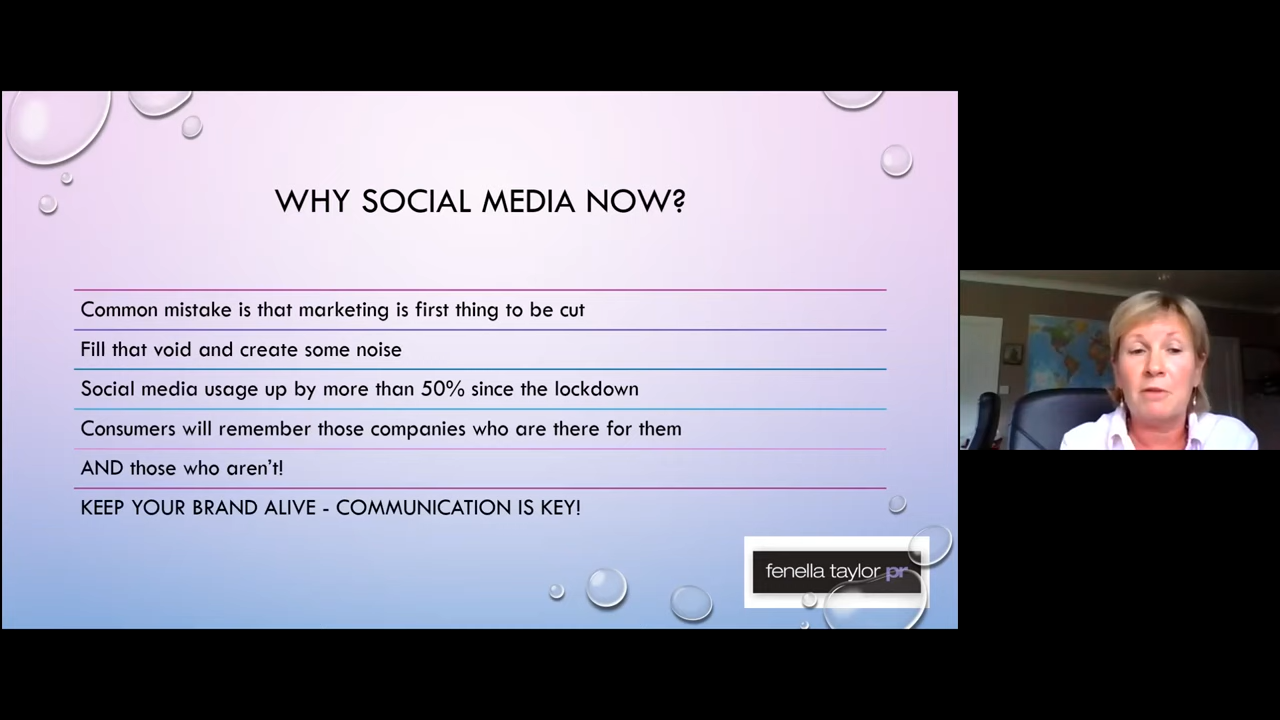 WHY SOCIAL MEDIA NOW?
Common mistake is that marketing is first thing to be cut
Fill that void and create some noise
Social media usage up by more than 50% since the lockdown
Consumers will remember those companies who are there for them
AND those who aren't!
KEEP YOUR BRAND ALIVE - COMMUNICATION IS KEY!
fenella taylor pr